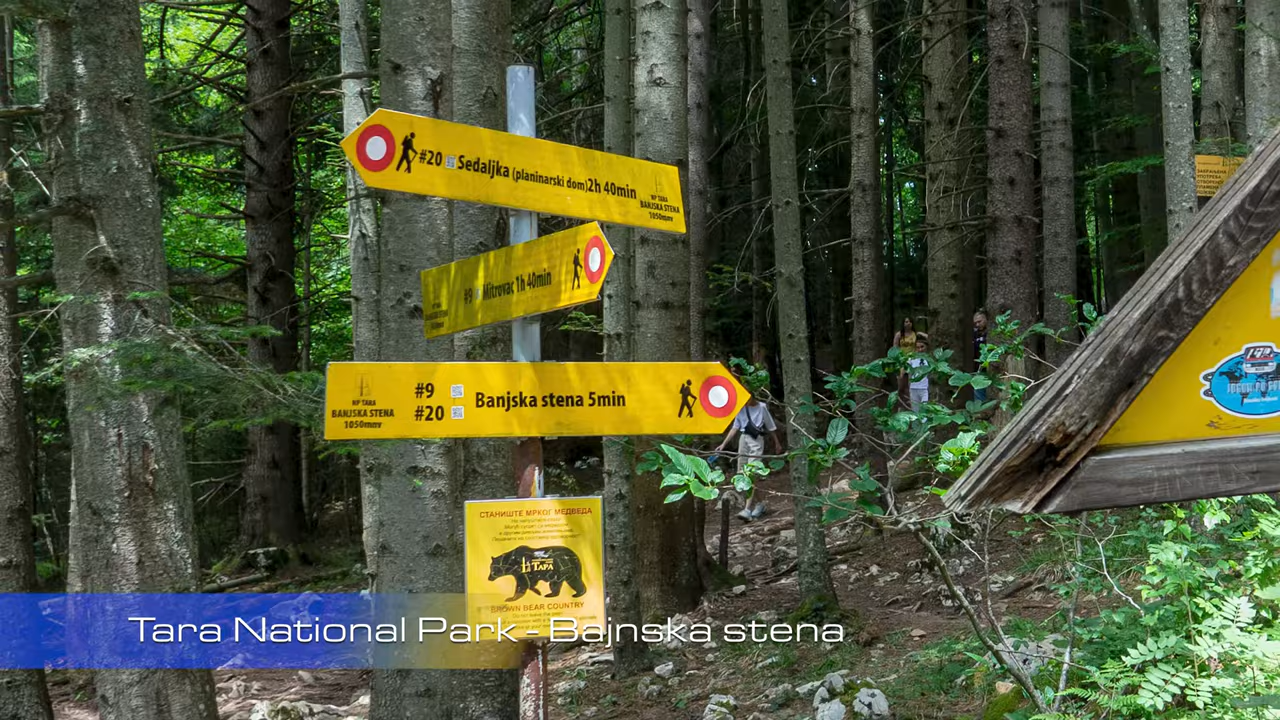 #20 Sedaljka (planinarski dom) 2h 40min
NP TARA
BANJSKA STENA
1050mnv
#9 Mitrovac 1h 40min
NP TARA
BANJSKA STENA
1050mnv
#9
#20
Banjska stena 5min
СТАНИШТЕ МРКОГ МЕДВЕДА
ТАРА
BROWN BEAR COUNTRY
Tara National Park - Bajnska stena